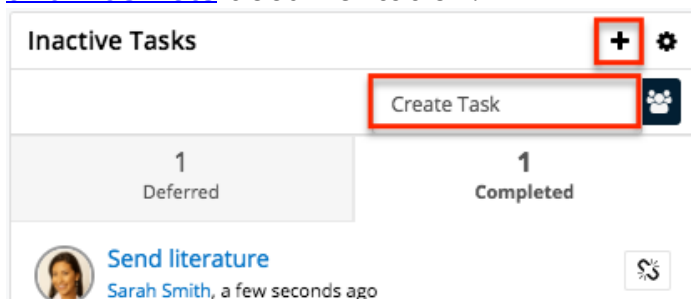 Inactive Tasks
Create Task
1
Deferred
1
Completed
Send literature
Sarah Smith, a few seconds ago